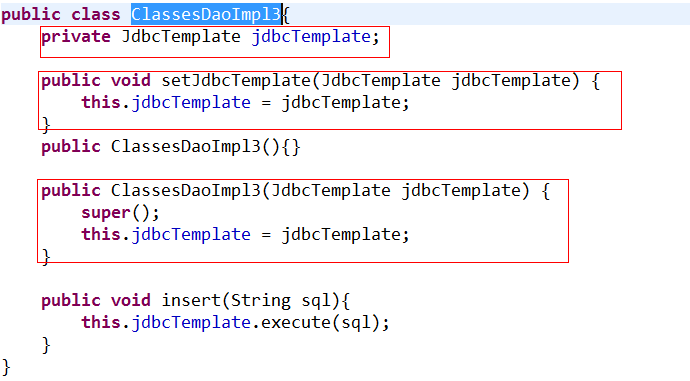 public class ClassesDaoImpl3{
    private JdbcTemplate jdbcTemplate;
    public void setJdbcTemplate(JdbcTemplate jdbcTemplate) {
        this.jdbcTemplate = jdbcTemplate;
    }
    public ClassesDaoImpl3(){}
    public ClassesDaoImpl3(JdbcTemplate jdbcTemplate) {
        super();
        this.jdbcTemplate = jdbcTemplate;
    }
    public void insert(String sql){
        this.jdbcTemplate.execute(sql);
    }
}